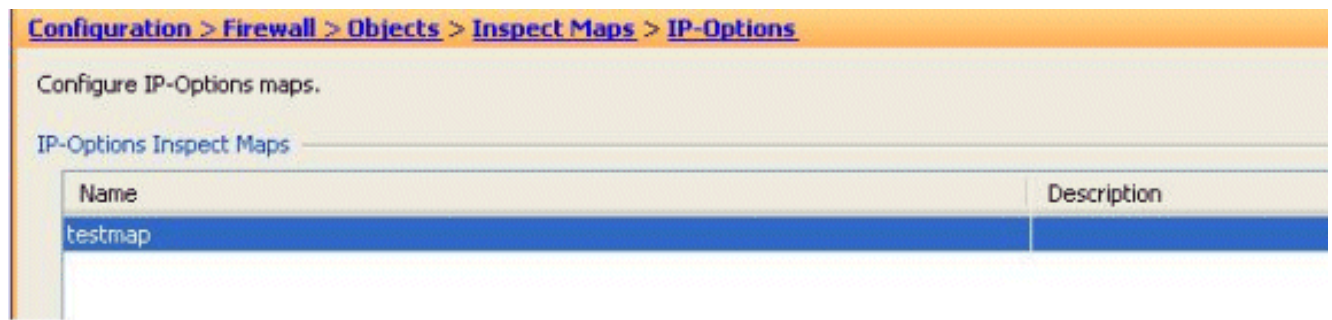 Configuration > Firewall > Objects > Inspect Maps > IP-Options
Configure IP-Options maps.
IP-Options Inspect Maps
Name Description
testmap